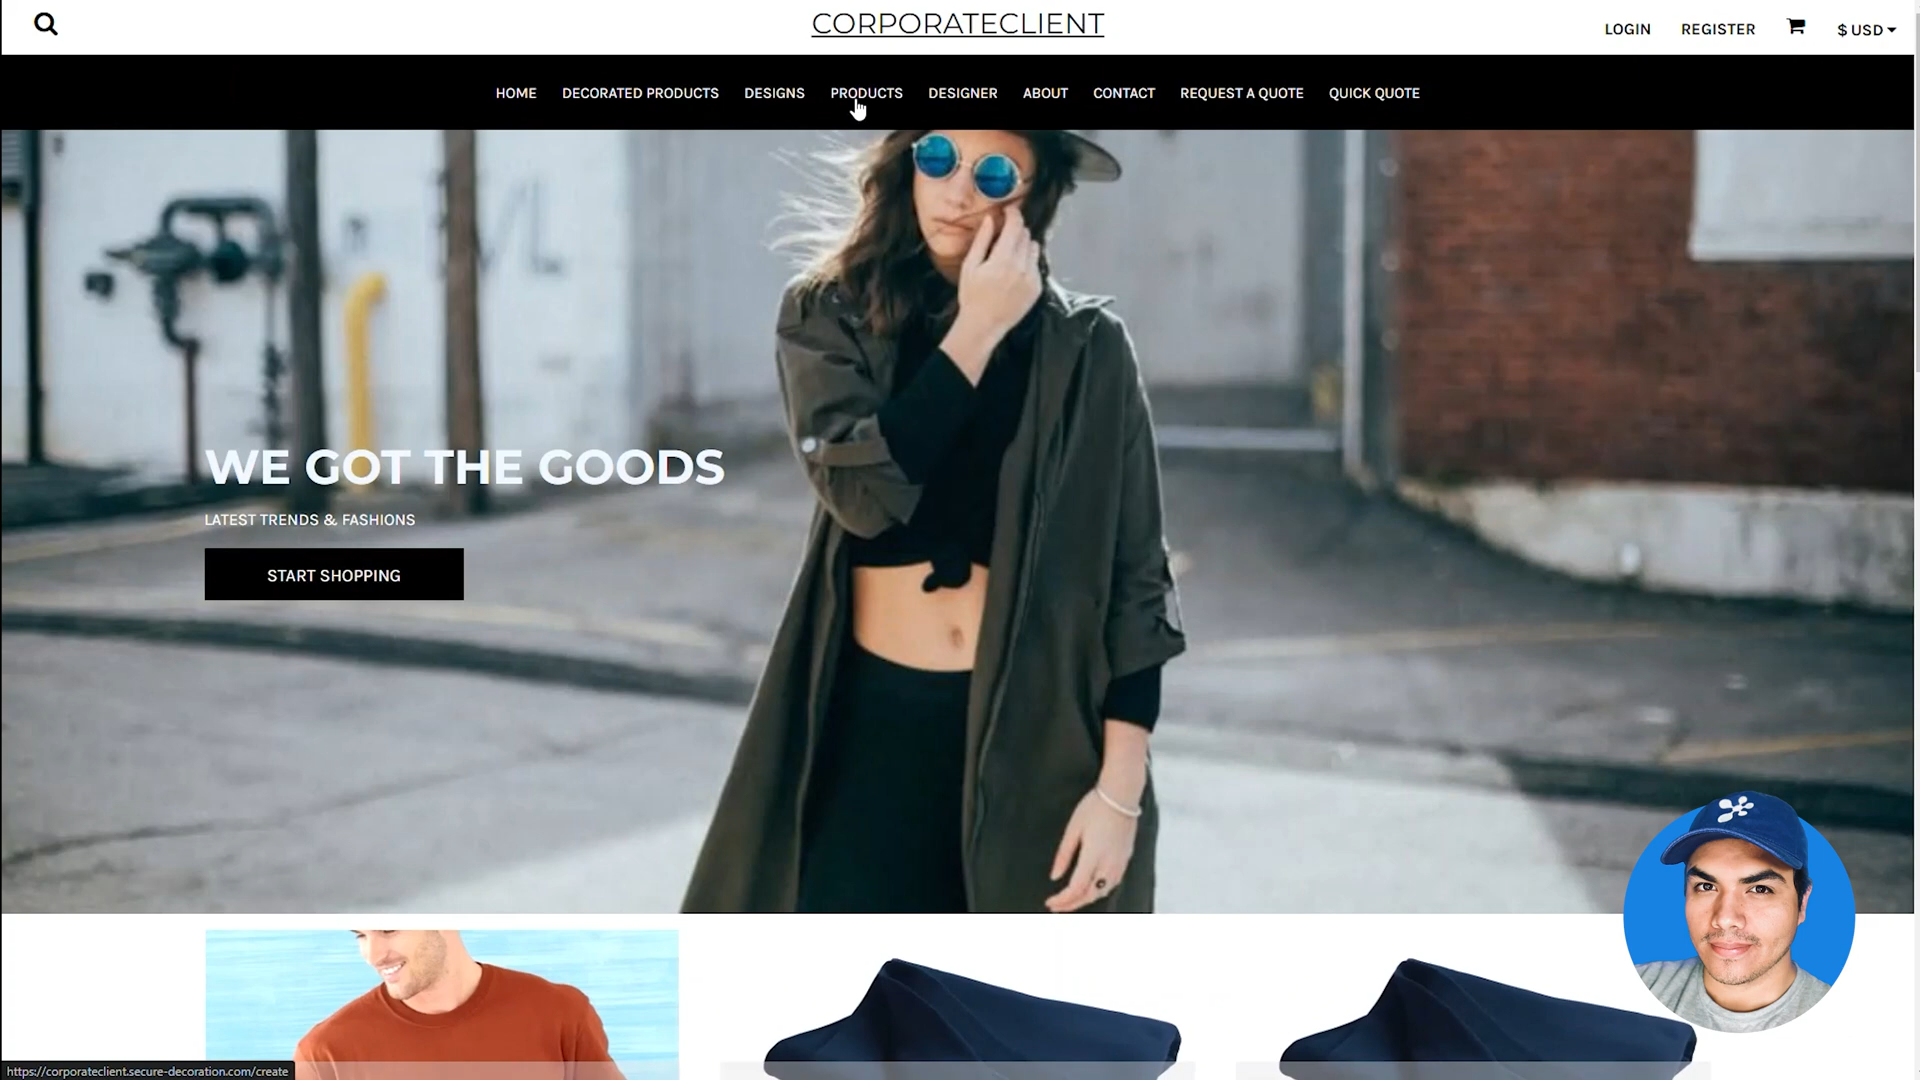 CORPORATECLIENT
LOGIN REGISTER $ USD
HOME DECORATED PRODUCTS DESIGNS PRODUCTS DESIGNER ABOUT CONTACT REQUEST A QUOTE QUICK QUOTE
WE GOT THE GOODS
LATEST TRENDS & FASHIONS
START SHOPPING
https://corporateclient.secure-decoration.com/create